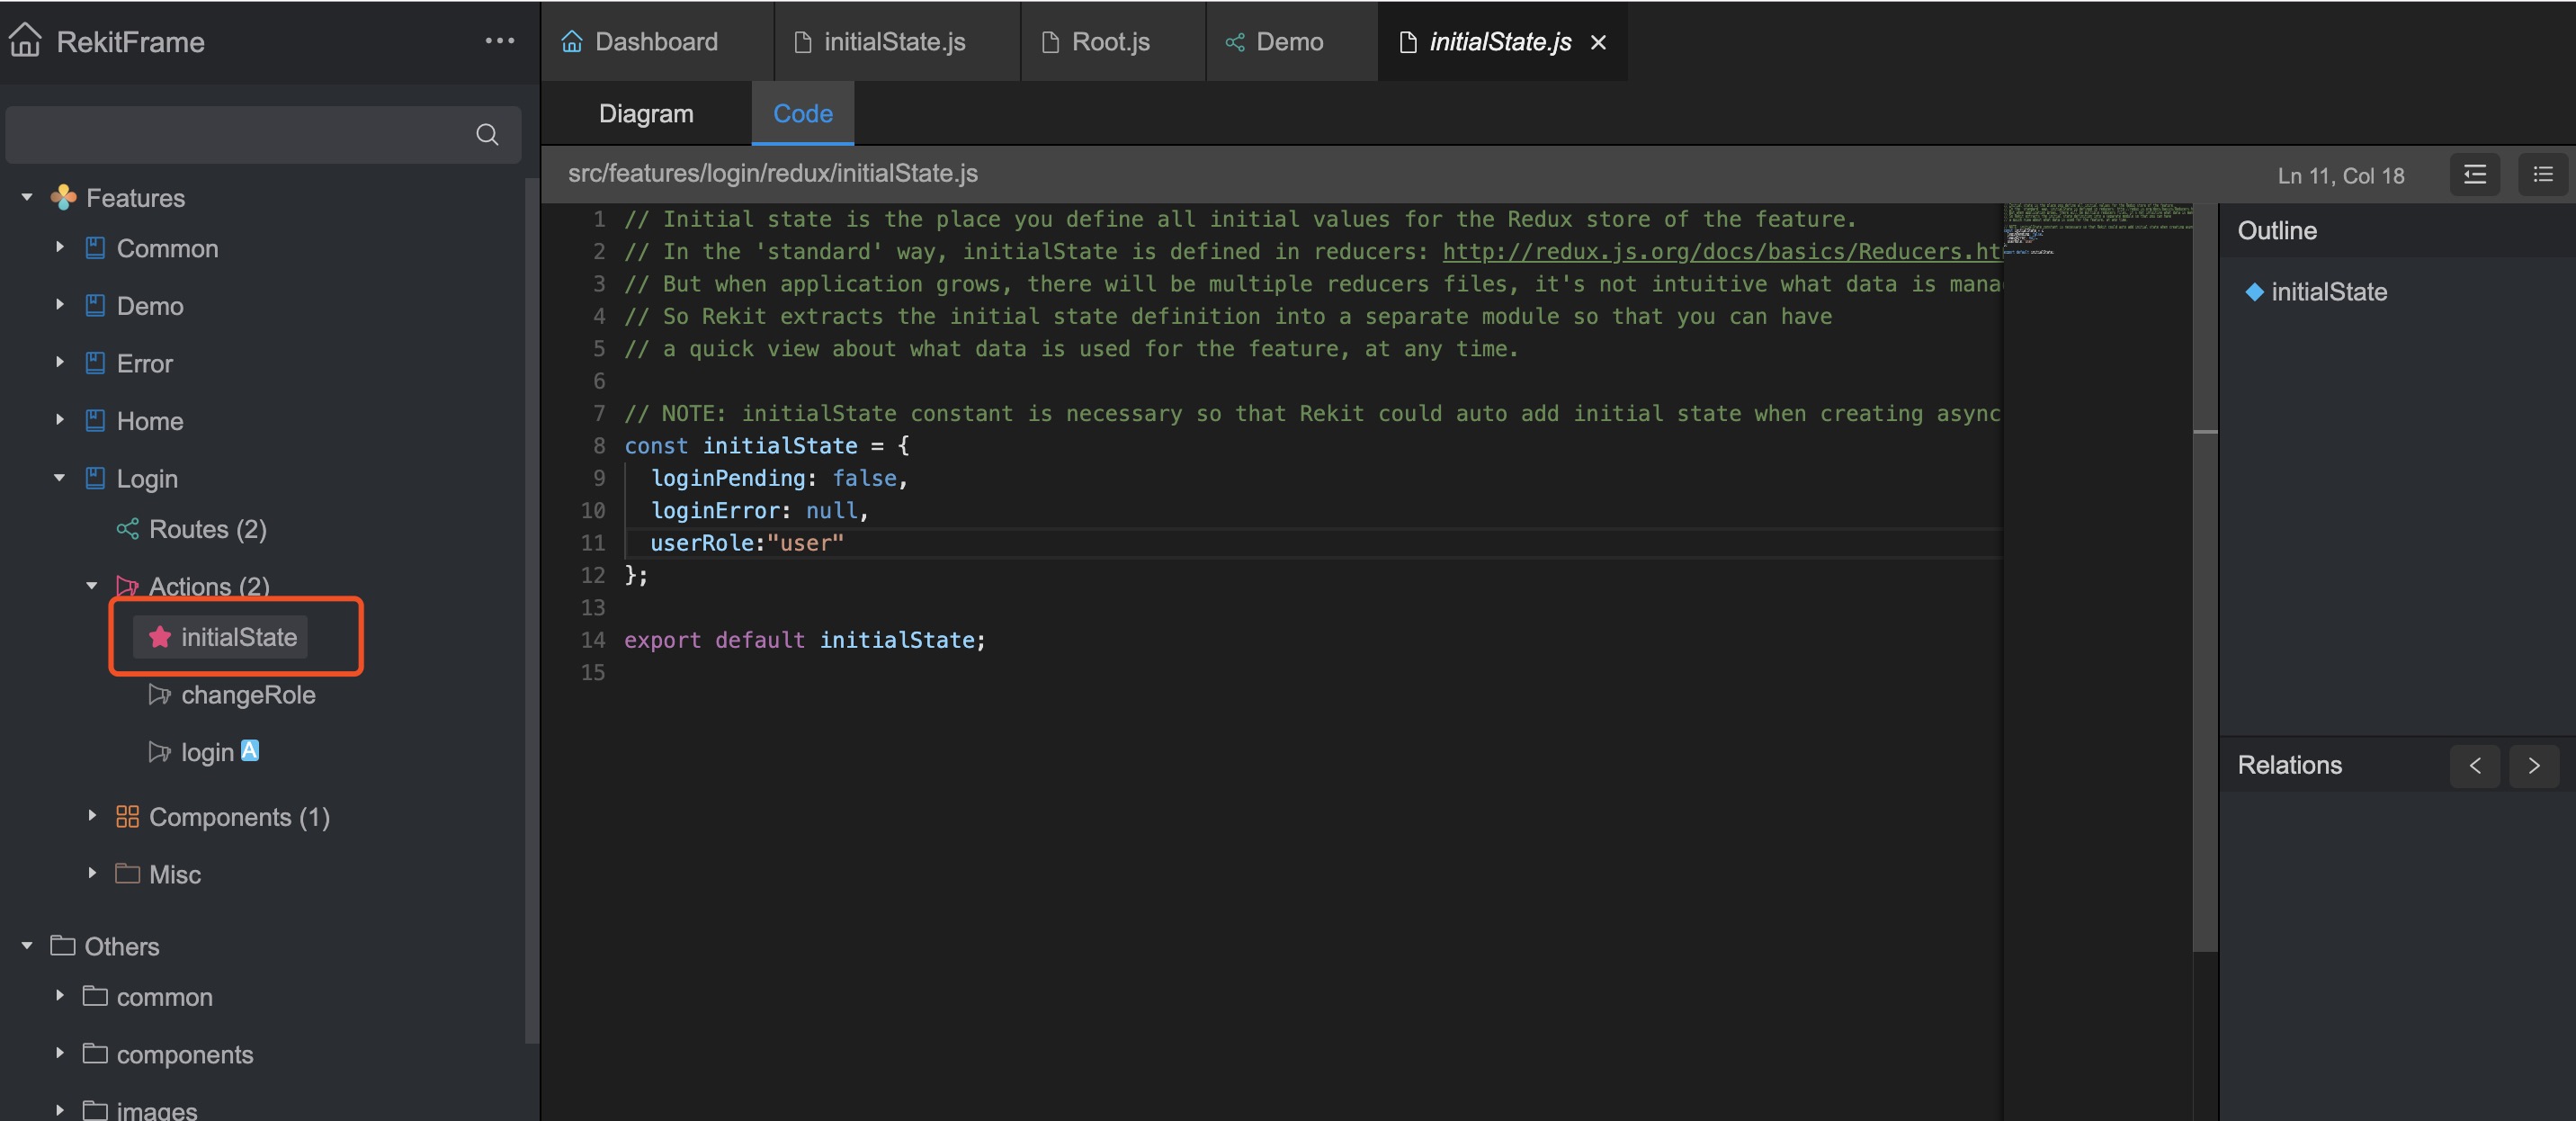 RekitFrame
Dashboard
initialState.js
Root.js
Demo
initialState.js
Diagram
Code
src/features/login/redux/initialState.js
Ln 11, Col 18
Features
Common
Demo
Error
Home
Login
Routes (2)
Actions (2)
initialState
changeRole
login A
Components (1)
Misc
Others
common
components
images
1 // Initial state is the place you define all initial values for the Redux store of the feature.
2 // In the 'standard' way, initialState is defined in reducers: http://redux.js.org/docs/basics/Reducers.ht
3 // But when application grows, there will be multiple reducers files, it's not intuitive what data is mana
4 // So Rekit extracts the initial state definition into a separate module so that you can have
5 // a quick view about what data is used for the feature, at any time.
6
7 // NOTE: initialState constant is necessary so that Rekit could auto add initial state when creating async
8 const initialState = {
9 loginPending: false,
10 loginError: null,
11 userRole:"user"
12 };
13
14 export default initialState;
15
Outline
initialState
Relations